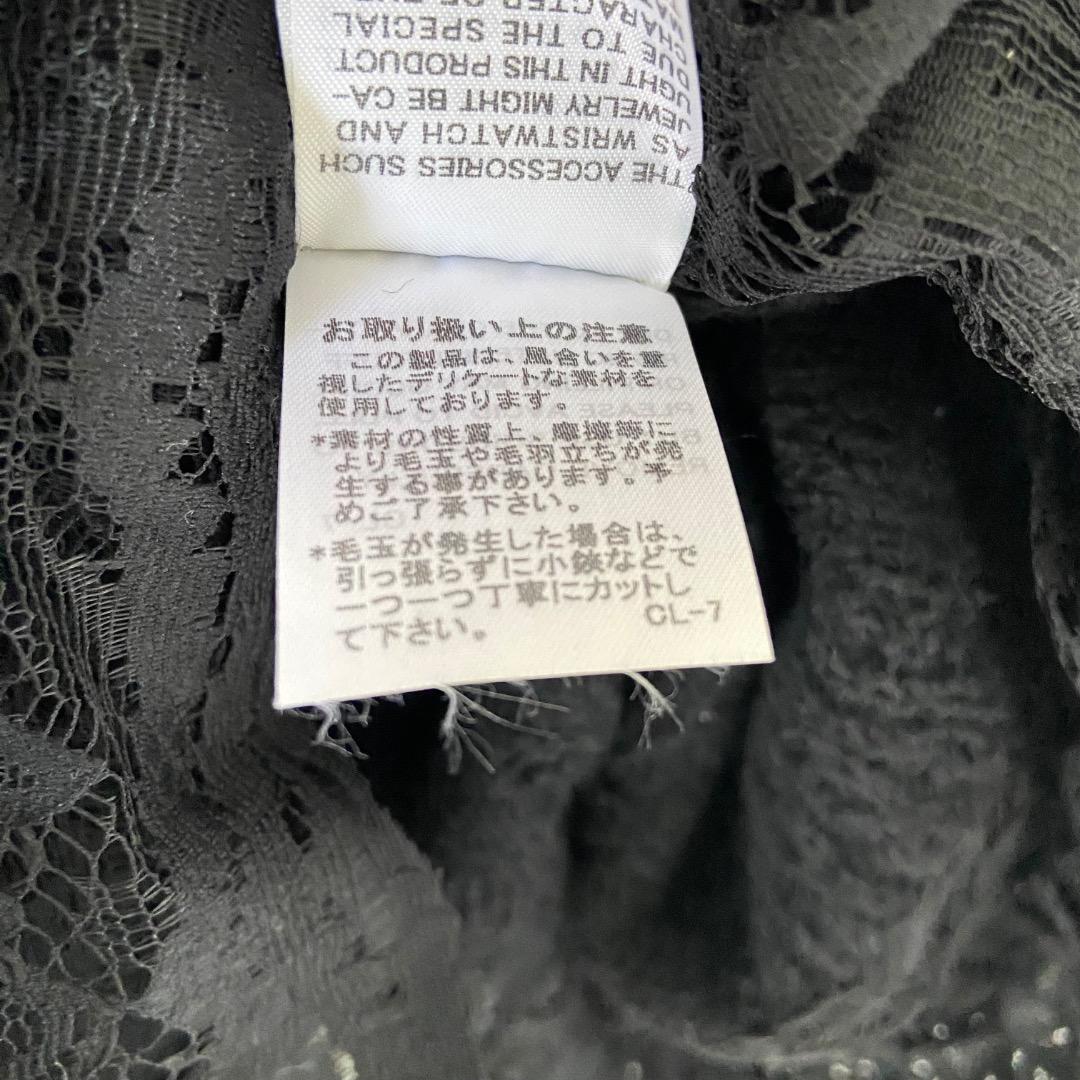 THE ACCESSORIES SUCH
AS WRISTWATCH AND
JEWELRY MIGHT BE CA-
UGHT IN THIS PRODUCT
DUE TO THE SPECIAL
CHARACTER OF THE
お取り扱い上の注意
この製品は、風合いを重
視したデリケートな素材を
使用しております。
*素材の性質上、摩擦等に
より毛玉や毛羽立ちが発
生する事があります。予
めご了承下さい。
*毛玉が発生した場合は、
引っ張らずに小鋏などで
一つ一つ丁寧にカットし
て下さい。
CL-7